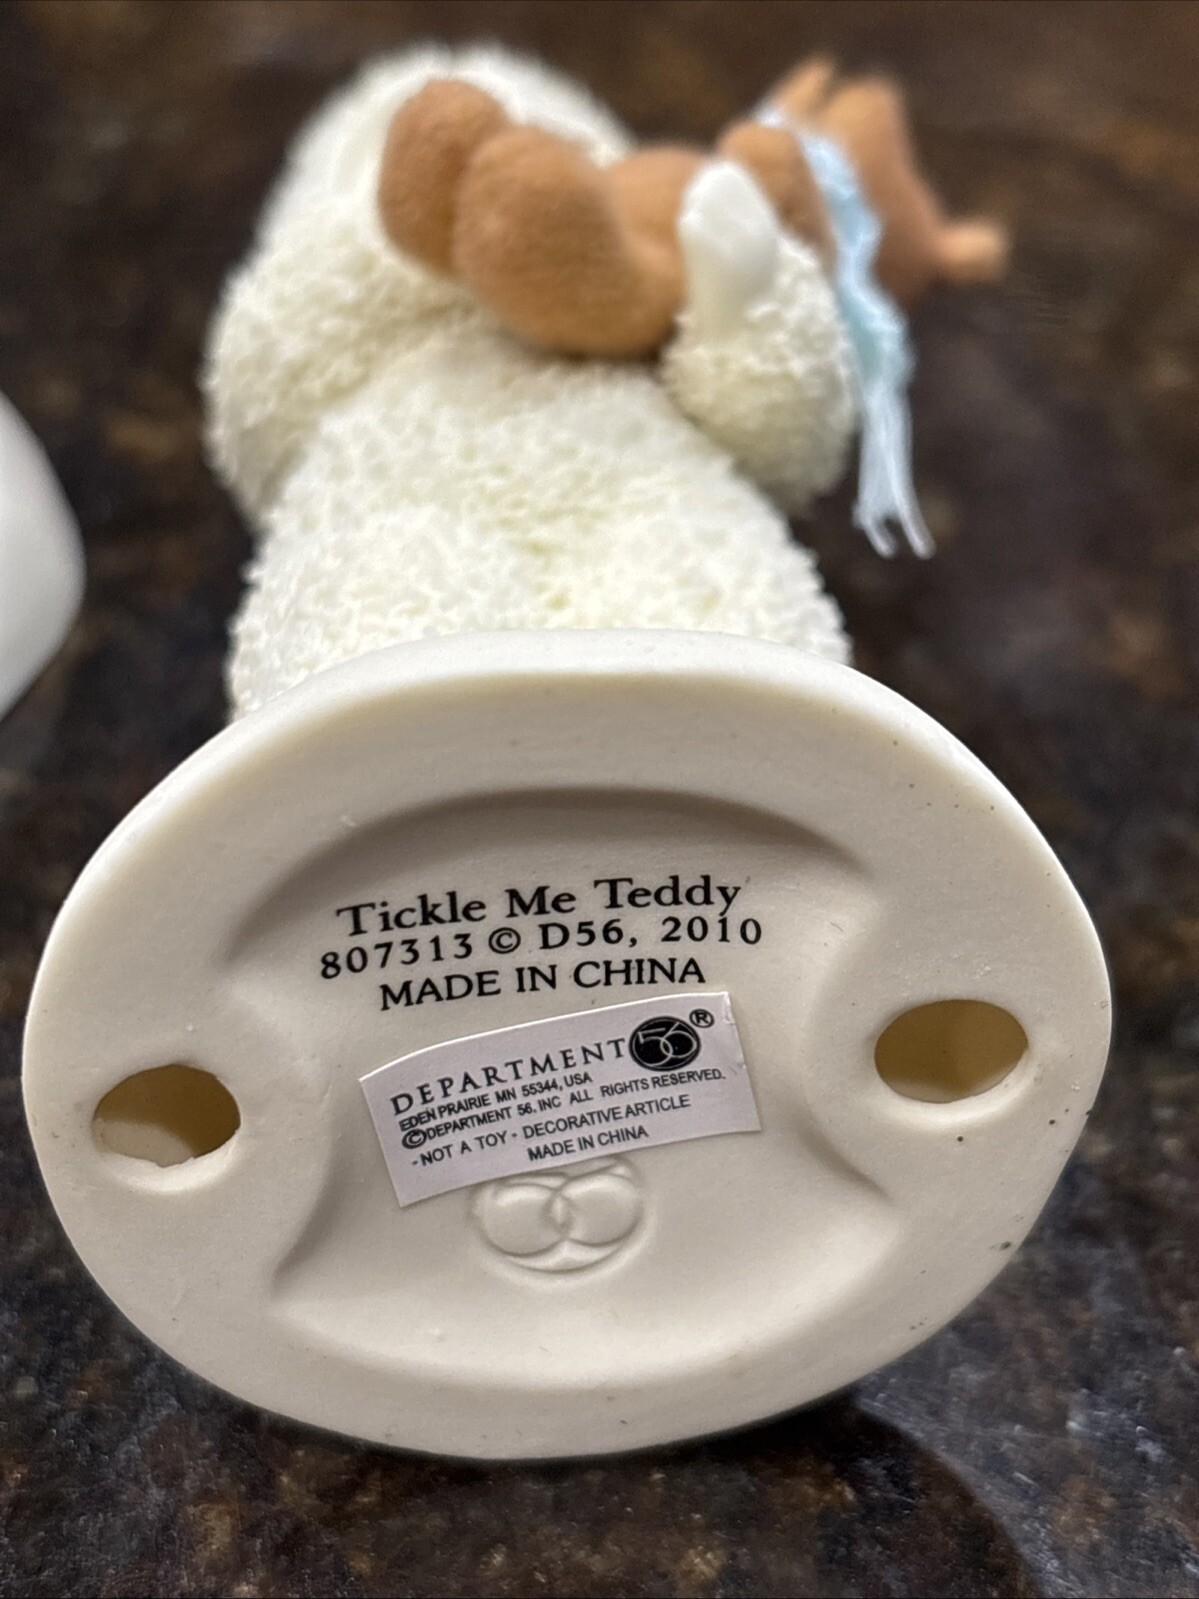 Tickle Me Teddy
807313 © D56, 2010
MADE IN CHINA
DEPARTMENT 56®
EDEN PRAIRIE MN 55344, USA
©DEPARTMENT 56, INC ALL RIGHTS RESERVED.
-NOT A TOY - DECORATIVE ARTICLE
MADE IN CHINA